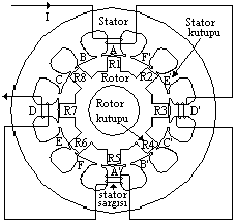 I
Stator
Stator
kutupu
B
A
F'
C
R1
E'
R8
Rotor
R2
D
R7
Rotor
kutupu
R3
D'
E
R6
R5
R4
C'
F
A'
B'
stator
sargısı